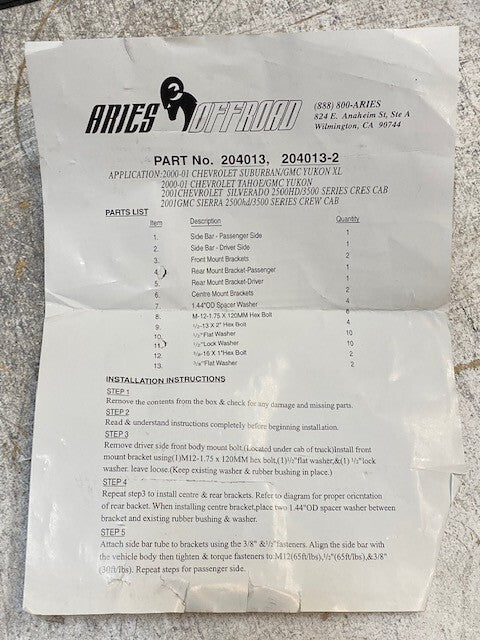 ARIES OFFROAD
(888) 800-ARIES
824 E. Anaheim St, Ste A
Wilmington, CA 90744
PART No. 204013, 204013-2
APPLICATION:2000-01 CHEVROLET SUBURBAN/GMC YUKON XL
2000-01 CHEVROLET TAHOE/GMC YUKON
2001CHEVROLET SILVERADO 2500HD/3500 SERIES CRES CAB
2001GMC SIERRA 2500hd/3500 SERIES CREW CAB
PARTS LIST
Item Description Quantity
1. Side Bar - Passenger Side 1
2. Side Bar - Driver Side 1
3. Front Mount Brackets 2
4. Rear Mount Bracket-Passenger 1
5. Rear Mount Bracket-Driver 1
6. Centre Mount Brackets 2
7. 1.44"OD Spacer Washer 4
8. M-12-1.75 X 120MM Hex Bolt 6
9. 1/2-13 X 2" Hex Bolt 4
10. 1/2"Flat Washer 10
11. 1/2"Lock Washer 10
12. 3/8-16 X 1"Hex Bolt 2
13. 3/8"Flat Washer 2
INSTALLATION INSTRUCTIONS
STEP 1
Remove the contents from the box & check for any damage and missing parts.
STEP 2
Read & understand instructions completely before beginning installation.
STEP 3
Remove driver side front body mount bolt.(Located under cab of truck)Install front
mount bracket using(1)M12-1.75 x 120MM hex bolt,(1)1/2"flat washer,&(1) 1/2"lock
washer. leave loose.(Keep existing washer & rubber bushing in place.)
STEP 4
Repeat step3 to install centre & rear brackets. Refer to diagram for proper orientation
of rear backet. When installing centre bracket,place two 1.44"OD spacer washer between
bracket and existing rubber bushing & washer.
STEP 5
Attach side bar tube to brackets using the 3/8" &1/2"fasteners. Align the side bar with
the vehicle body then tighten & torque fasteners to:M12(65ft/lbs),1/2"(65ft/lbs),&3/8"
(30ft/lbs). Repeat steps for passenger side.